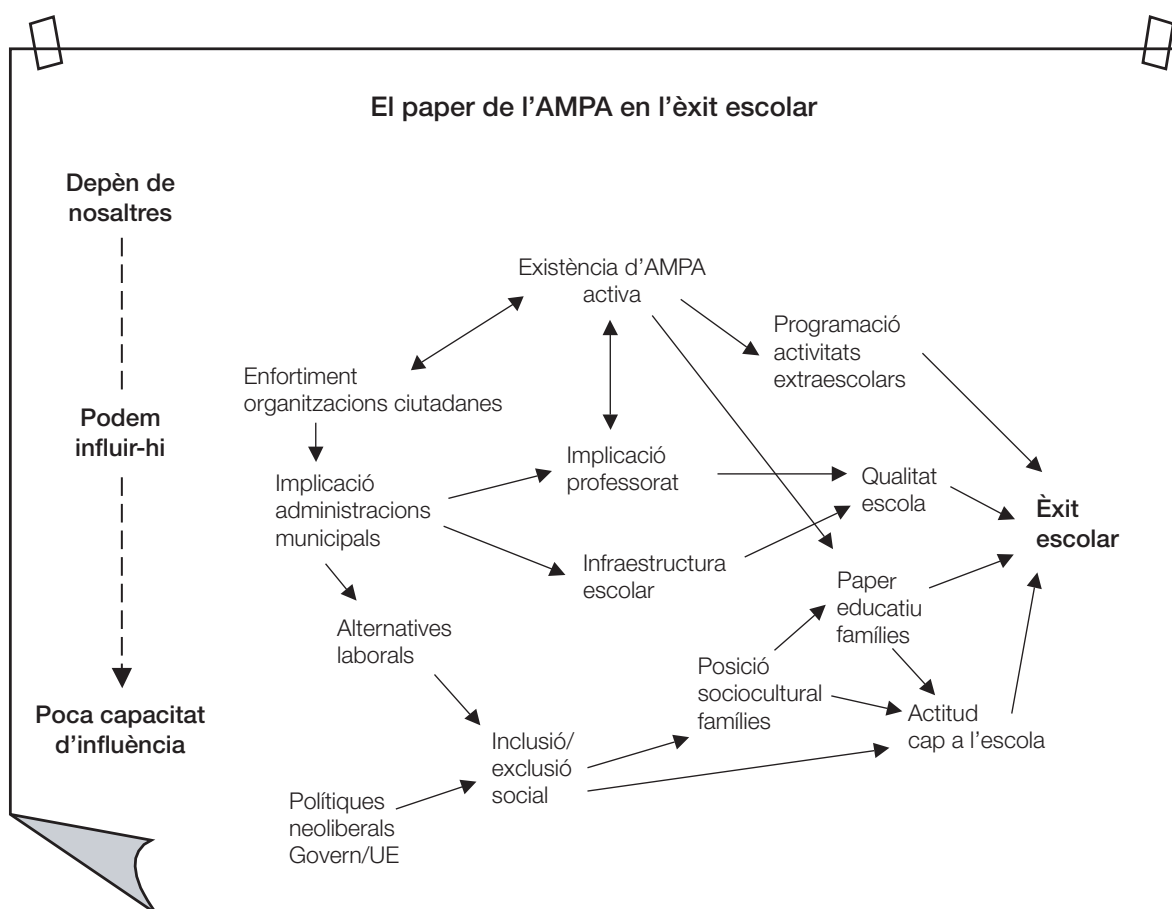 El paper de l’AMPA en l’èxit escolar
Depèn de
nosaltres
Podem
influir-hi
Poca capacitat
d’influència
Existència d’AMPA
activa
Programació
activitats
extraescolars
Enfortiment
organitzacions ciutadanes
Implicació
administracions
municipals
Implicació
professorat
Qualitat
escola
Èxit
escolar
Infraestructura
escolar
Paper
educatiu
famílies
Alternatives
laborals
Posició
sociocultural
famílies
Actitud
cap a l’escola
Inclusió/
exclusió
social
Polítiques
neoliberals
Govern/UE